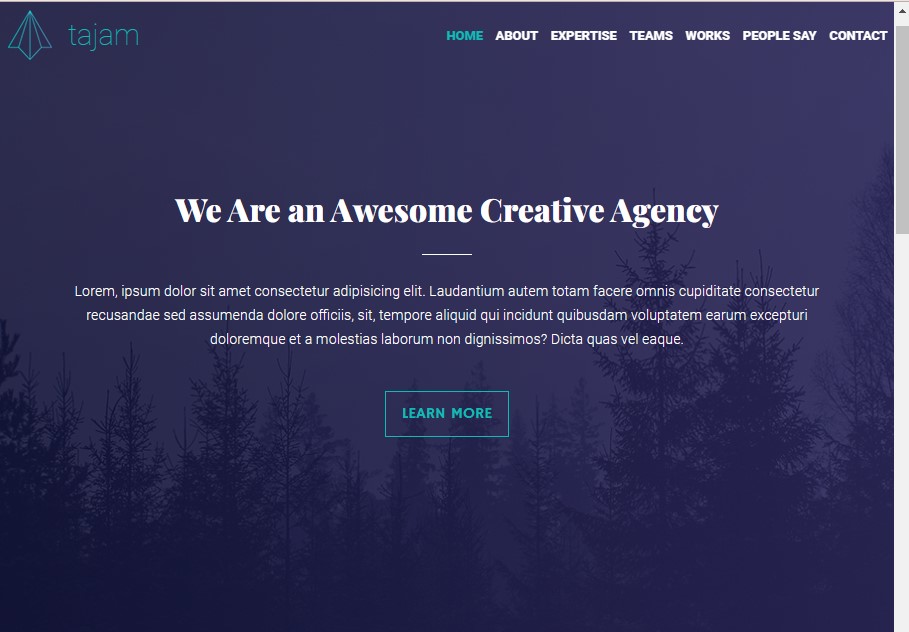 tajam
HOME ABOUT EXPERTISE TEAMS WORKS PEOPLE SAY CONTACT
We Are an Awesome Creative Agency
Lorem, ipsum dolor sit amet consectetur adipisicing elit. Laudantium autem totam facere omnis cupiditate consectetur
recusandae sed assumenda dolore officiis, sit, tempore aliquid qui incidunt quibusdam voluptatem earum excepturi
doloremque et a molestias laborum non dignissimos? Dicta quas vel eaque.
LEARN MORE